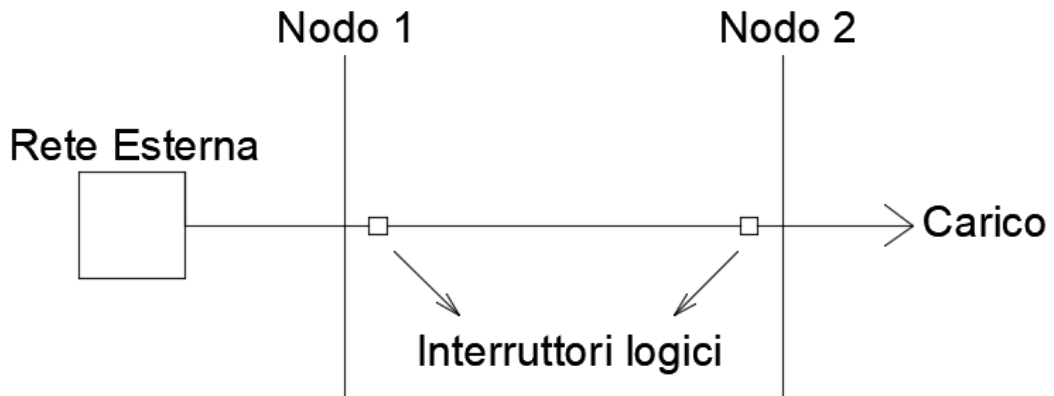 Nodo 1
Nodo 2
Rete Esterna
Carico
Interruttori logici